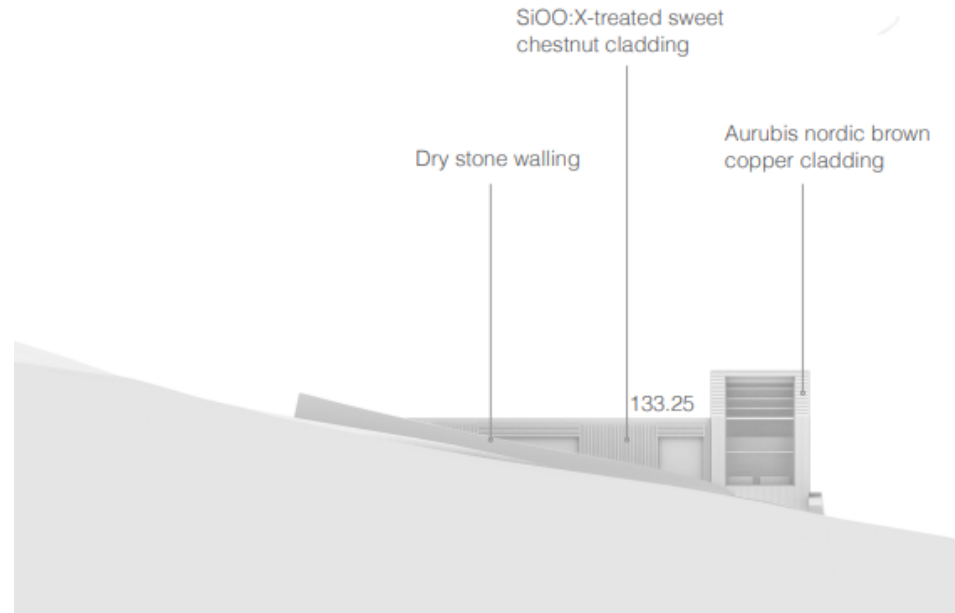 SiOO:X-treated sweet
chestnut cladding
Aurubis nordic brown
copper cladding
Dry stone walling
133.25